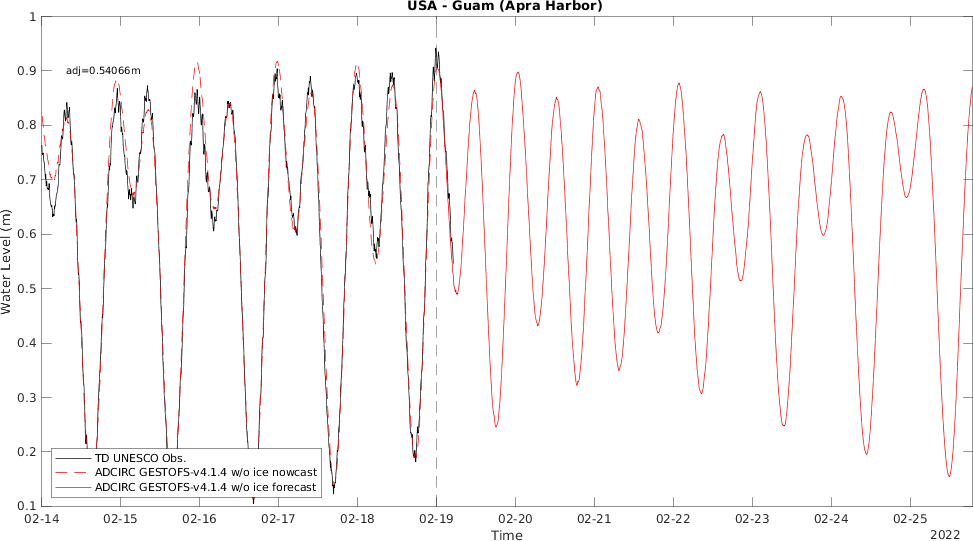 USA - Guam (Apra Harbor)
1
0.9
0.8
0.7
0.6
0.5
0.4
0.3
0.2
0.1
Water Level (m)
adj=0.54066m
TD UNESCO Obs.
ADCIRC GESTOFS-v4.1.4 w/o ice nowcast
ADCIRC GESTOFS-v4.1.4 w/o ice forecast
02-14 02-15 02-16 02-17 02-18 02-19 02-20 02-21 02-22 02-23 02-24 02-25
Time
2022